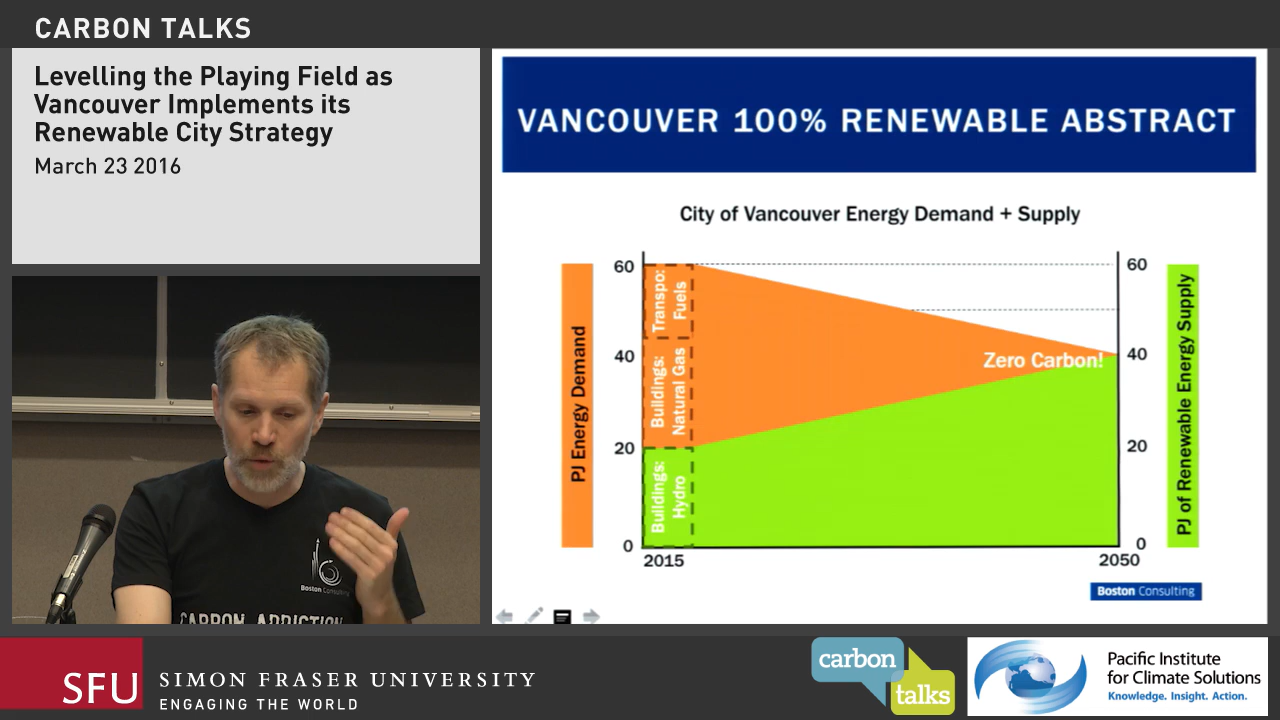 CARBON TALKS
Levelling the Playing Field as
Vancouver Implements its
Renewable City Strategy
March 23 2016
VANCOUVER 100% RENEWABLE ABSTRACT
City of Vancouver Energy Demand + Supply
PJ Energy Demand
60
40
20
0
Transpo:
Fuels
Buildings:
Natural Gas
Buildings:
Hydro
Zero Carbon!
60
40
20
0
PJ of Renewable Energy Supply
2015
2050
Boston Consulting
Boston Consulting
CARBON ADDICTION
SFU
SIMON FRASER UNIVERSITY
ENGAGING THE WORLD
carbon
talks
Pacific Institute
for Climate Solutions
Knowledge. Insight. Action.